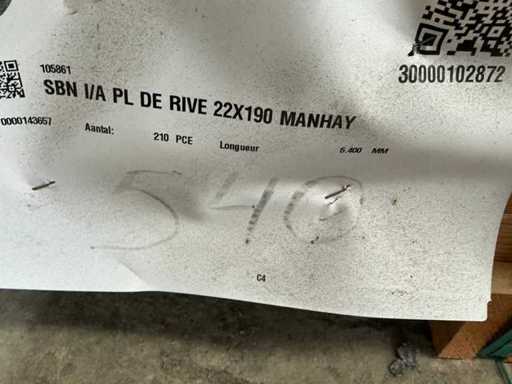 105861
30000102872
SBN I/A PL DE RIVE 22X190 MANHAY
0000143657
Aantal: 210 PCE Longueur 5.400 MM
540
C4